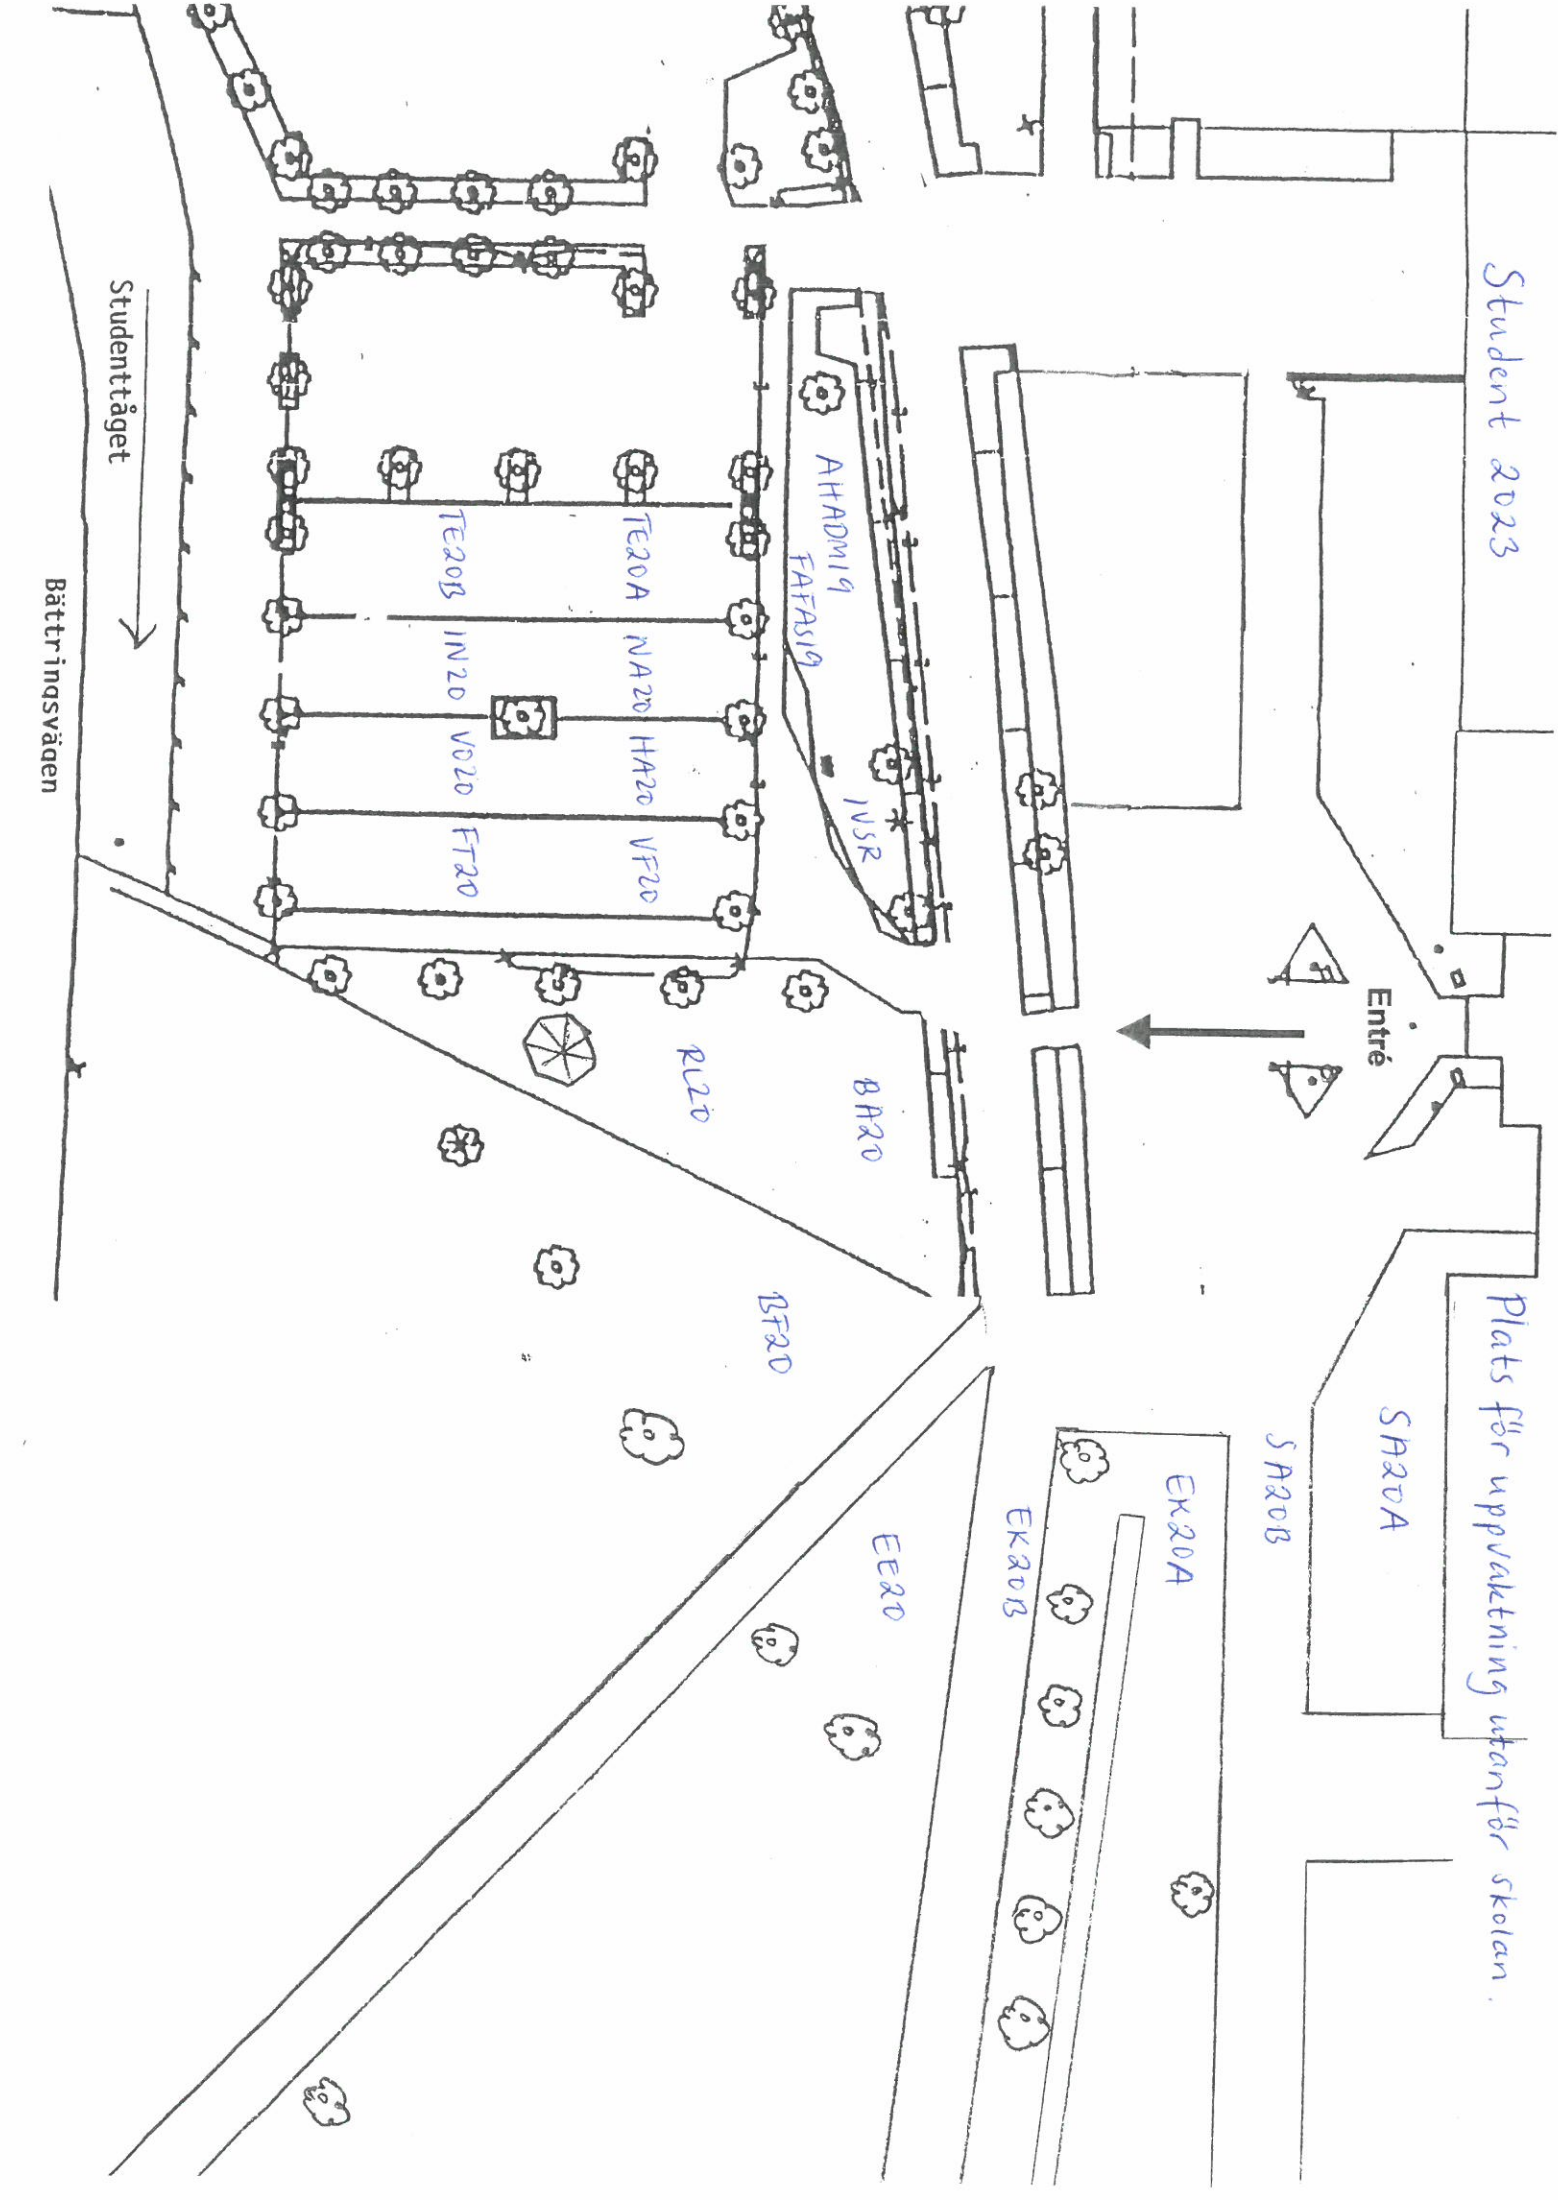 Student 2023
Plats för uppvaktning utanför skolan.
Entré
SA20A
SA20B
EK20A
EK20B
EE20
AHADM19
FAFAS19
IVSR
BA20
RL20
BF20
TE20A NA20 HA20 VF20
TE20B IN20 VO20 FT20
Studenttåget
Bättringsvägen